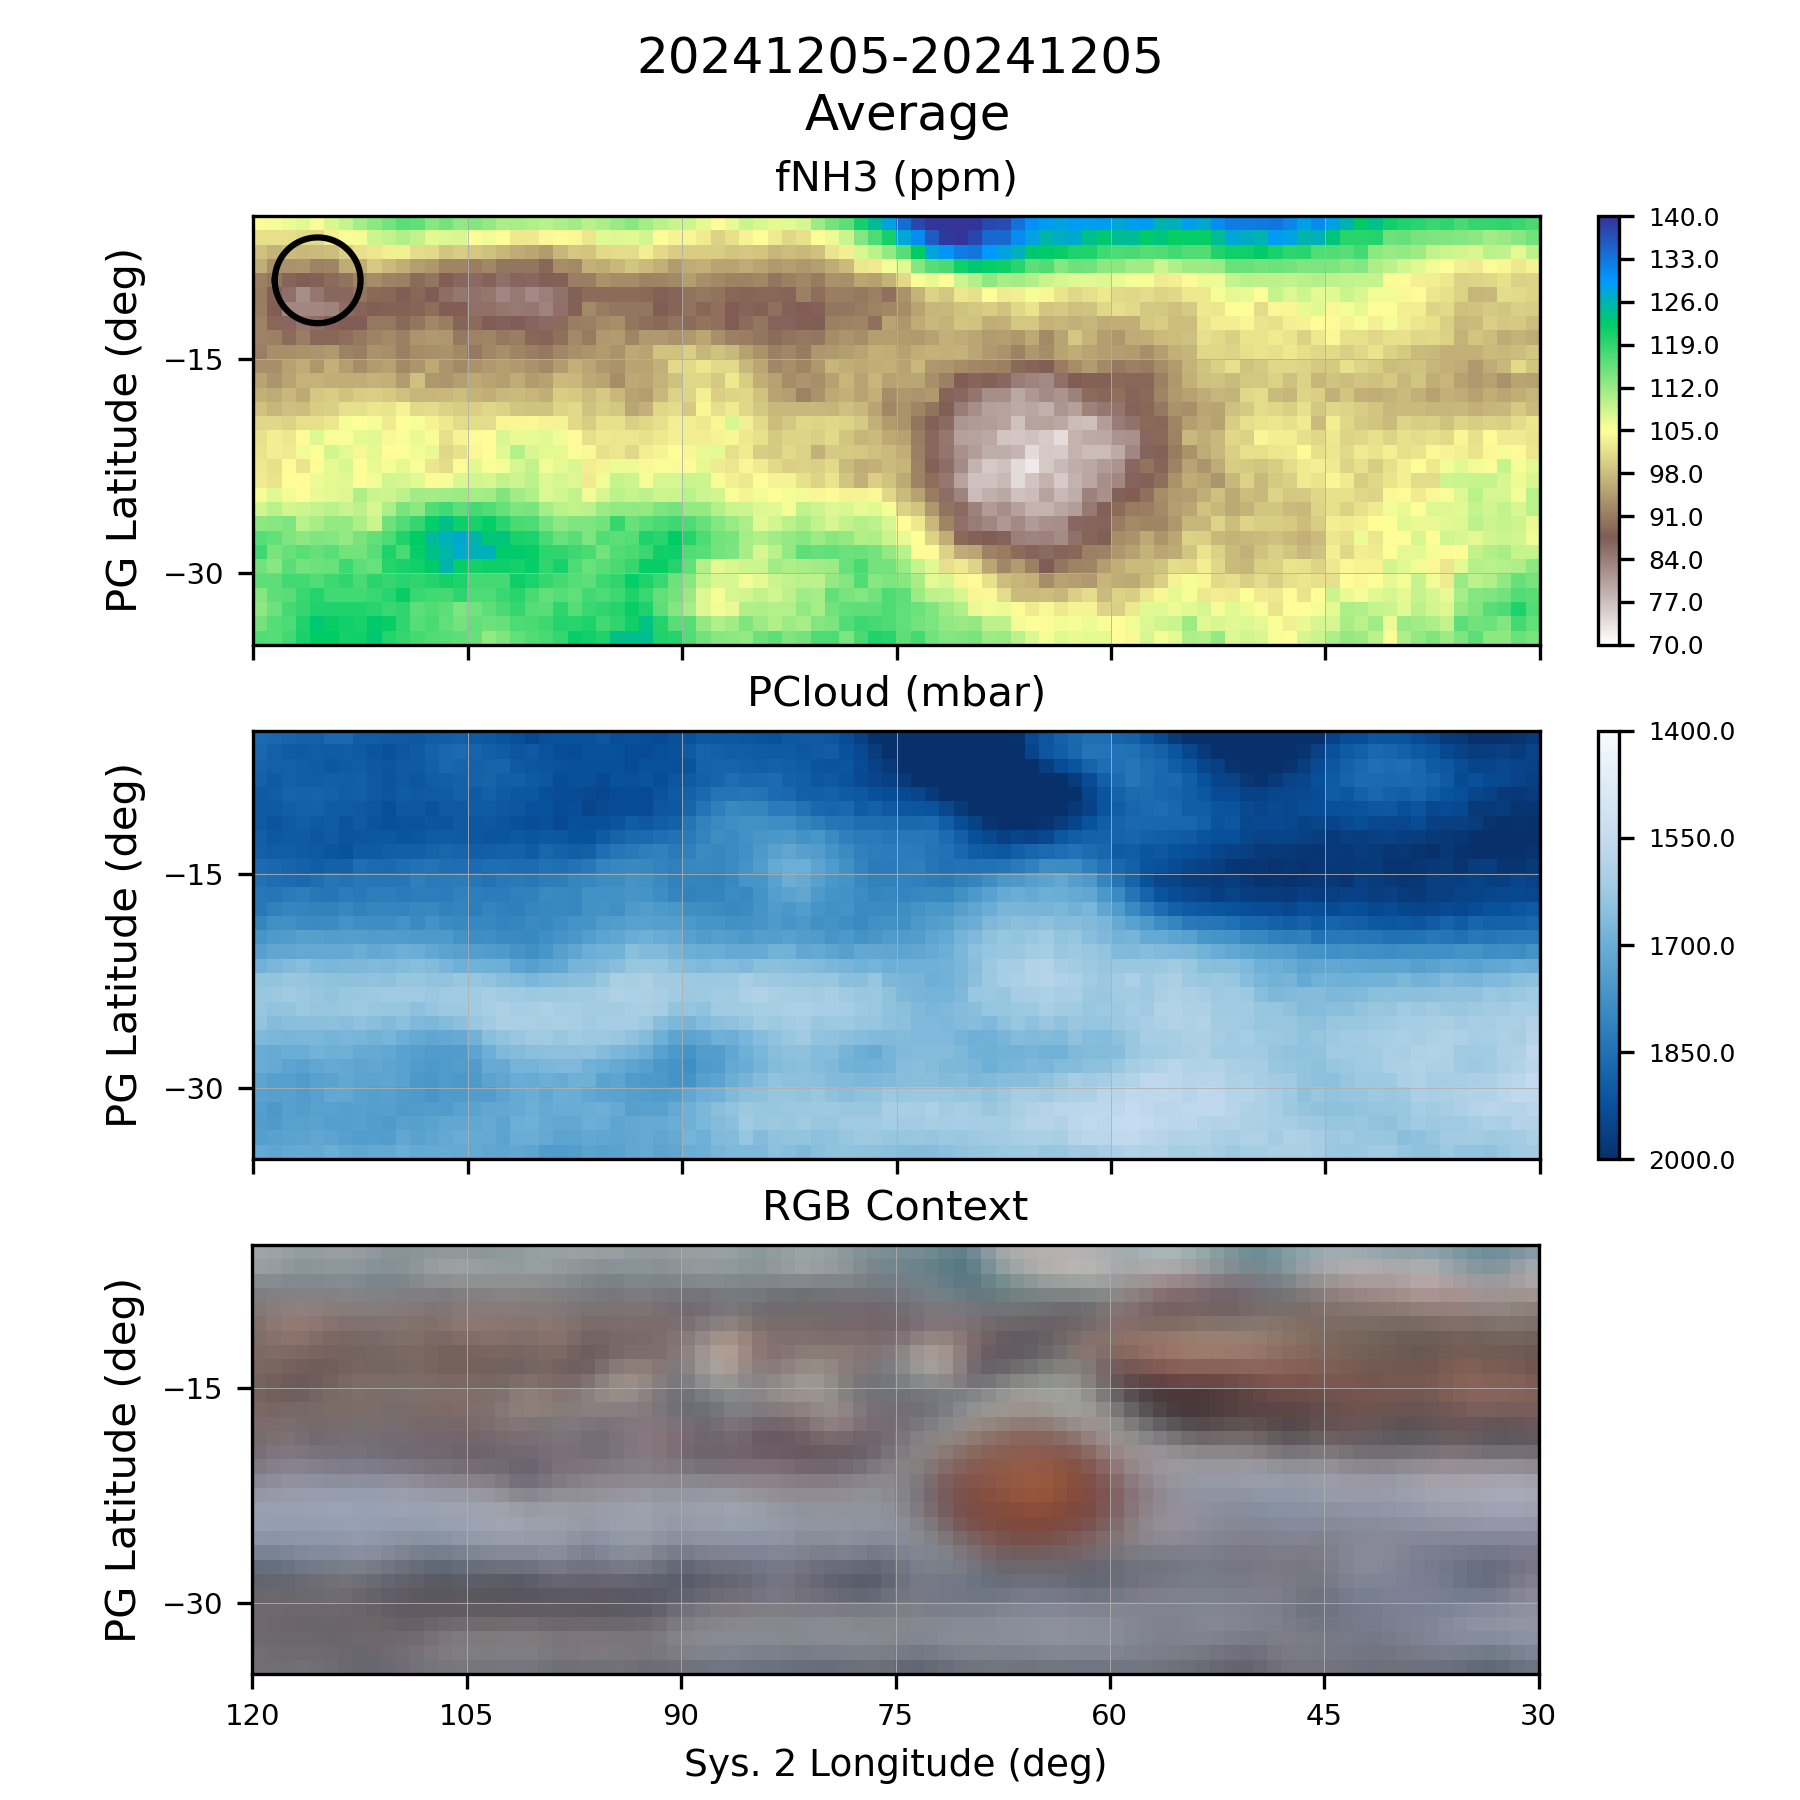 20241205-20241205
Average
fNH3 (ppm)
PG Latitude (deg)
−15
−30
140.0
133.0
126.0
119.0
112.0
105.0
98.0
91.0
84.0
77.0
70.0
PCloud (mbar)
PG Latitude (deg)
−15
−30
1400.0
1550.0
1700.0
1850.0
2000.0
RGB Context
PG Latitude (deg)
−15
−30
120 105 90 75 60 45 30
Sys. 2 Longitude (deg)